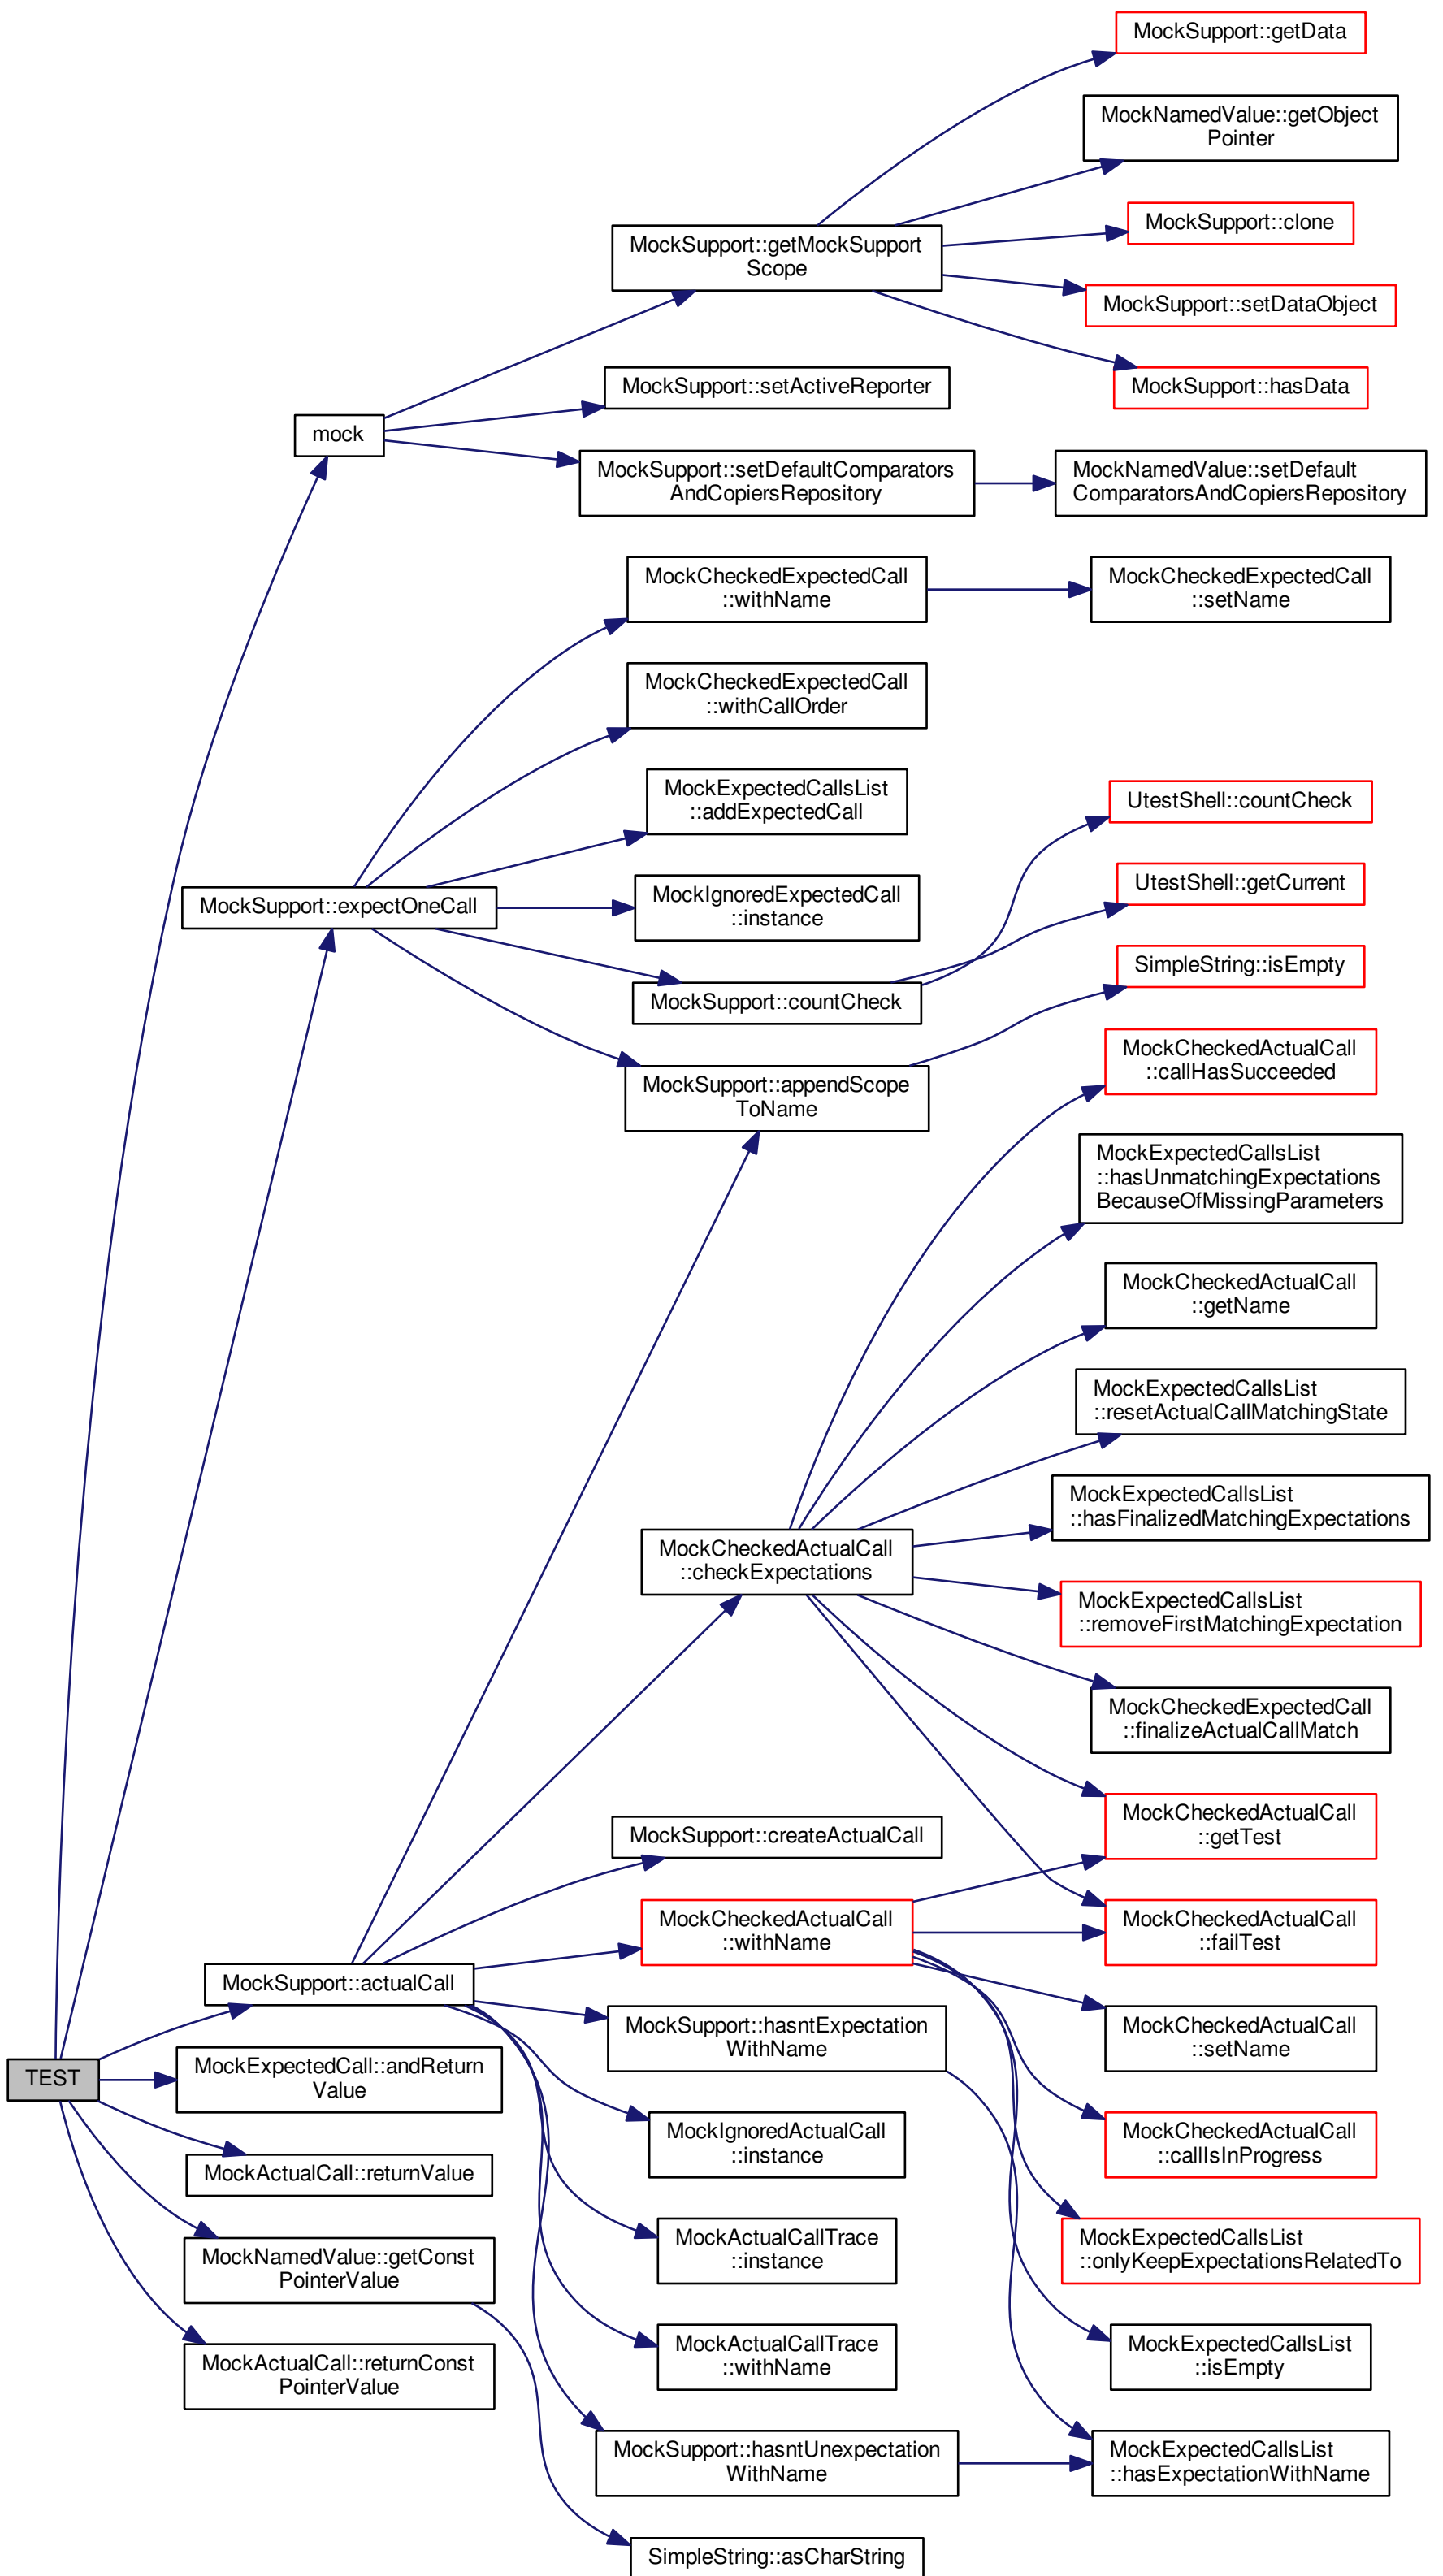 MockSupport::getData
MockNamedValue::getObject
Pointer
MockSupport::getMockSupport
Scope
MockSupport::clone
MockSupport::setDataObject
MockSupport::hasData
MockSupport::setActiveReporter
mock
MockSupport::setDefaultComparators
AndCopiersRepository
MockNamedValue::setDefault
ComparatorsAndCopiersRepository
MockCheckedExpectedCall
::withName
MockCheckedExpectedCall
::setName
MockCheckedExpectedCall
::withCallOrder
MockExpectedCallsList
::addExpectedCall
UtestShell::countCheck
MockSupport::expectOneCall
MockIgnoredExpectedCall
::instance
UtestShell::getCurrent
MockSupport::countCheck
SimpleString::isEmpty
MockSupport::appendScope
ToName
MockCheckedActualCall
::callHasSucceeded
MockExpectedCallsList
::hasUnmatchingExpectations
BecauseOfMissingParameters
MockCheckedActualCall
::getName
MockExpectedCallsList
::resetActualCallMatchingState
MockExpectedCallsList
::hasFinalizedMatchingExpectations
MockCheckedActualCall
::checkExpectations
MockExpectedCallsList
::removeFirstMatchingExpectation
MockCheckedExpectedCall
::finalizeActualCallMatch
MockSupport::createActualCall
MockCheckedActualCall
::getTest
MockCheckedActualCall
::withName
MockCheckedActualCall
::failTest
MockSupport::actualCall
MockSupport::hasntExpectation
WithName
MockCheckedActualCall
::setName
TEST
MockExpectedCall::andReturn
Value
MockIgnoredActualCall
::instance
MockCheckedActualCall
::callIsInProgress
MockActualCall::returnValue
MockActualCallTrace
::instance
MockExpectedCallsList
::onlyKeepExpectationsRelatedTo
MockNamedValue::getConst
PointerValue
MockActualCallTrace
::withName
MockExpectedCallsList
::isEmpty
MockActualCall::returnConst
PointerValue
MockSupport::hasntUnexpectation
WithName
MockExpectedCallsList
::hasExpectationWithName
SimpleString::asCharString